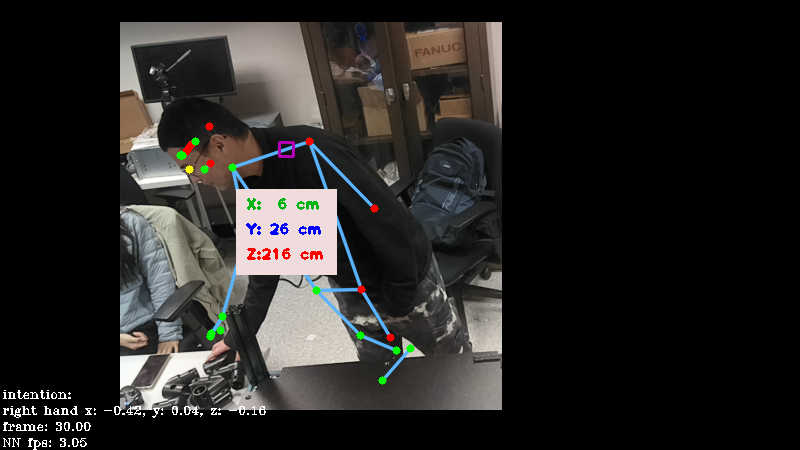 FANUC
X: 6 cm
Y: 26 cm
Z:216 cm
intention:
right hand x: -0.42, y: 0.04, z: -0.16
frame: 30.00
NN fps: 3.05